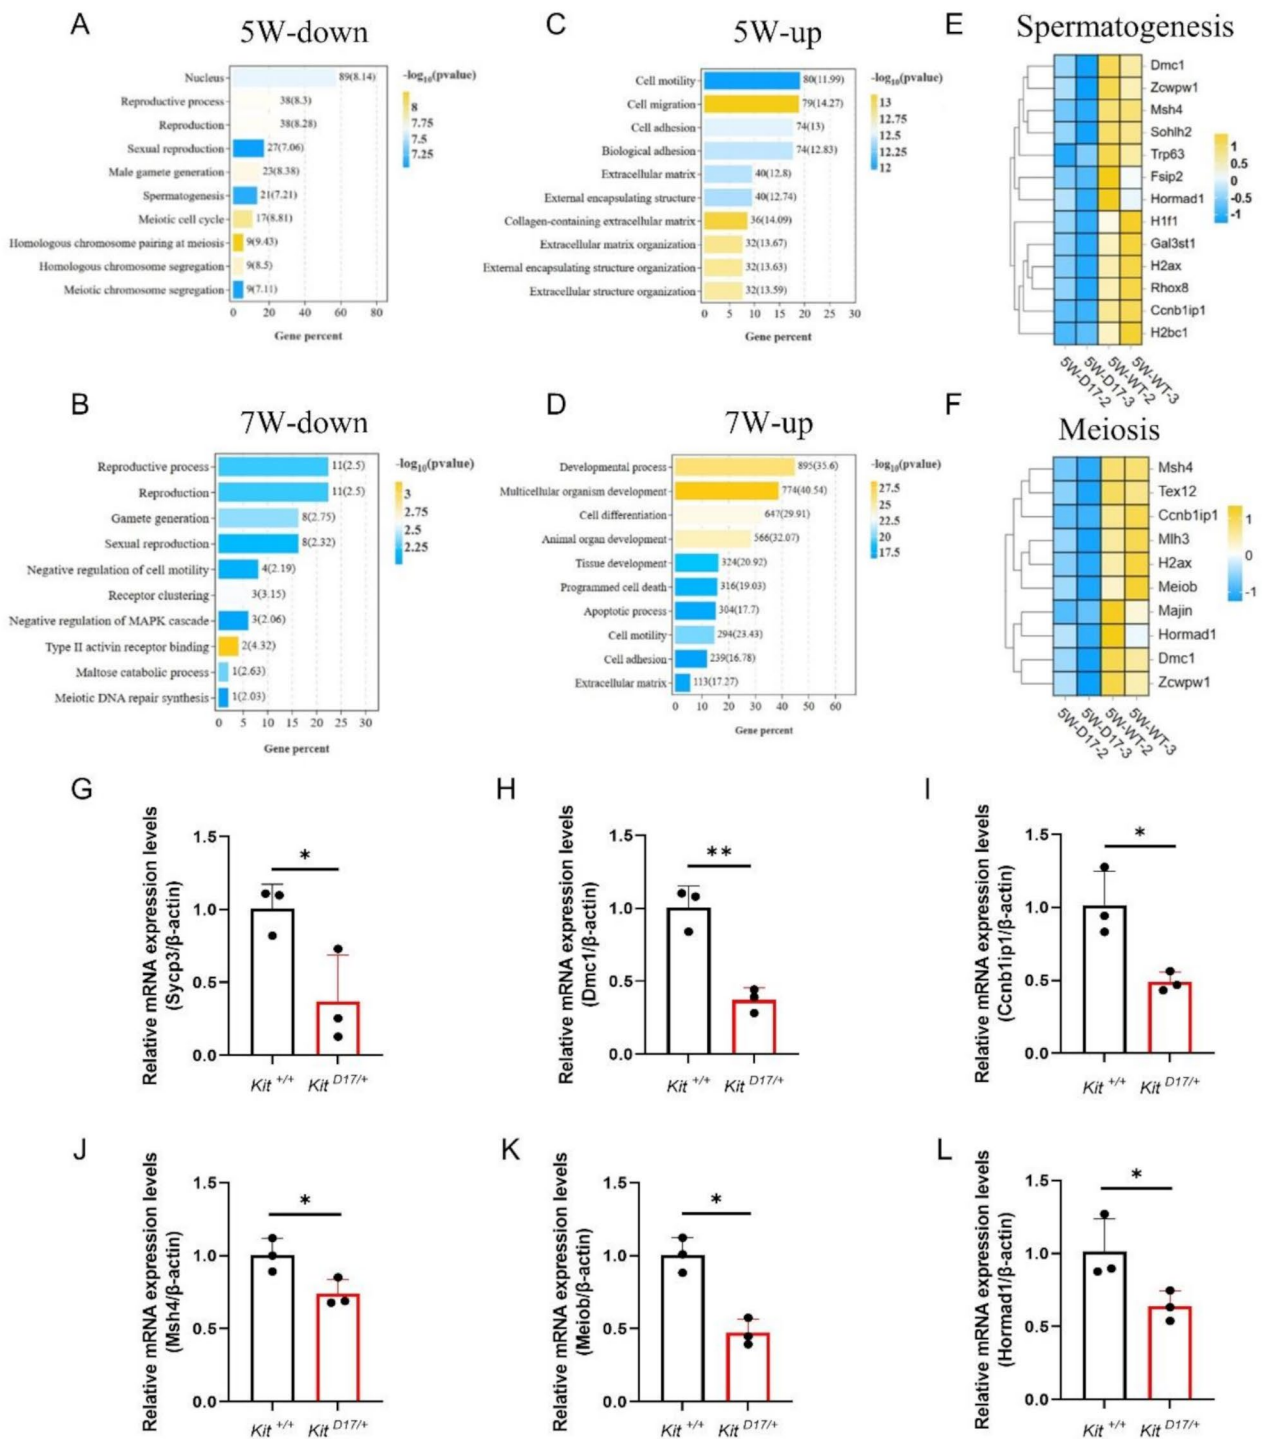 A
5W-down
Nucleus
89(8.14)
Reproductive process
38(8.3)
Reproduction
38(8.28)
Sexual reproduction
27(7.06)
Male gamete generation
23(8.38)
Spermatogenesis
21(7.21)
Meiotic cell cycle
17(8.81)
Homologous chromosome pairing at meiosis
9(9.43)
Homologous chromosome segregation
9(8.5)
Meiotic chromosome segregation
9(7.11)
0 20 40 60 80
Gene percent
-log10(pvalue)
8
7.75
7.5
7.25
C
5W-up
Cell motility
80(11.99)
Cell migration
79(14.27)
Cell adhesion
74(13)
Biological adhesion
74(12.83)
Extracellular matrix
40(12.8)
External encapsulating structure
40(12.74)
Collagen-containing extracellular matrix
36(14.09)
Extracellular matrix organization
32(13.67)
External encapsulating structure organization
32(13.63)
Extracellular structure organization
32(13.59)
0 5 10 15 20 25 30
Gene percent
-log10(pvalue)
13
12.75
12.5
12.25
12
E
Spermatogenesis
Dmc1
Zcwpw1
Msh4
Sohlh2
Trp63
Fsip2
Hormad1
H1f1
Gal3st1
H2ax
Rhox8
Ccnb1ip1
H2bc1
5W-D17-2
5W-D17-3
5W-WT-2
5W-WT-3
1
0.5
0
-0.5
-1
B
7W-down
Reproductive process
11(2.5)
Reproduction
11(2.5)
Gamete generation
8(2.75)
Sexual reproduction
8(2.32)
Negative regulation of cell motility
4(2.19)
Receptor clustering
3(3.15)
Negative regulation of MAPK cascade
3(2.06)
Type II activin receptor binding
2(4.32)
Maltose catabolic process
1(2.63)
Meiotic DNA repair synthesis
1(2.03)
0 5 10 15 20 25 30
Gene percent
-log10(pvalue)
3
2.75
2.5
2.25
D
7W-up
Developmental process
895(35.6)
Multicellular organism development
774(40.54)
Cell differentiation
647(29.91)
Animal organ development
566(32.07)
Tissue development
324(20.92)
Programmed cell death
316(19.03)
Apoptotic process
304(17.7)
Cell motility
294(23.43)
Cell adhesion
239(16.78)
Extracellular matrix
113(17.27)
0 10 20 30 40 50 60
Gene percent
-log10(pvalue)
27.5
25
22.5
20
17.5
F
Meiosis
Msh4
Tex12
Ccnb1ip1
Mlh3
H2ax
Meiob
Majin
Hormad1
Dmc1
Zcwpw1
5W-D17-2
5W-D17-3
5W-WT-2
5W-WT-3
1
0
-1
G
Relative mRNA expression levels
(Sycp3/β-actin)
1.5
1.0
0.5
0.0
*
Kit +/+
Kit D17/+
H
Relative mRNA expression levels
(Dmc1/β-actin)
1.5
1.0
0.5
0.0
**
Kit +/+
Kit D17/+
I
Relative mRNA expression levels
(Ccnb1ip1/β-actin)
1.5
1.0
0.5
0.0
*
Kit +/+
Kit D17/+
J
Relative mRNA expression levels
(Msh4/β-actin)
1.5
1.0
0.5
0.0
*
Kit +/+
Kit D17/+
K
Relative mRNA expression levels
(Meiob/β-actin)
1.5
1.0
0.5
0.0
*
Kit +/+
Kit D17/+
L
Relative mRNA expression levels
(Hormad1/β-actin)
1.5
1.0
0.5
0.0
*
Kit +/+
Kit D17/+